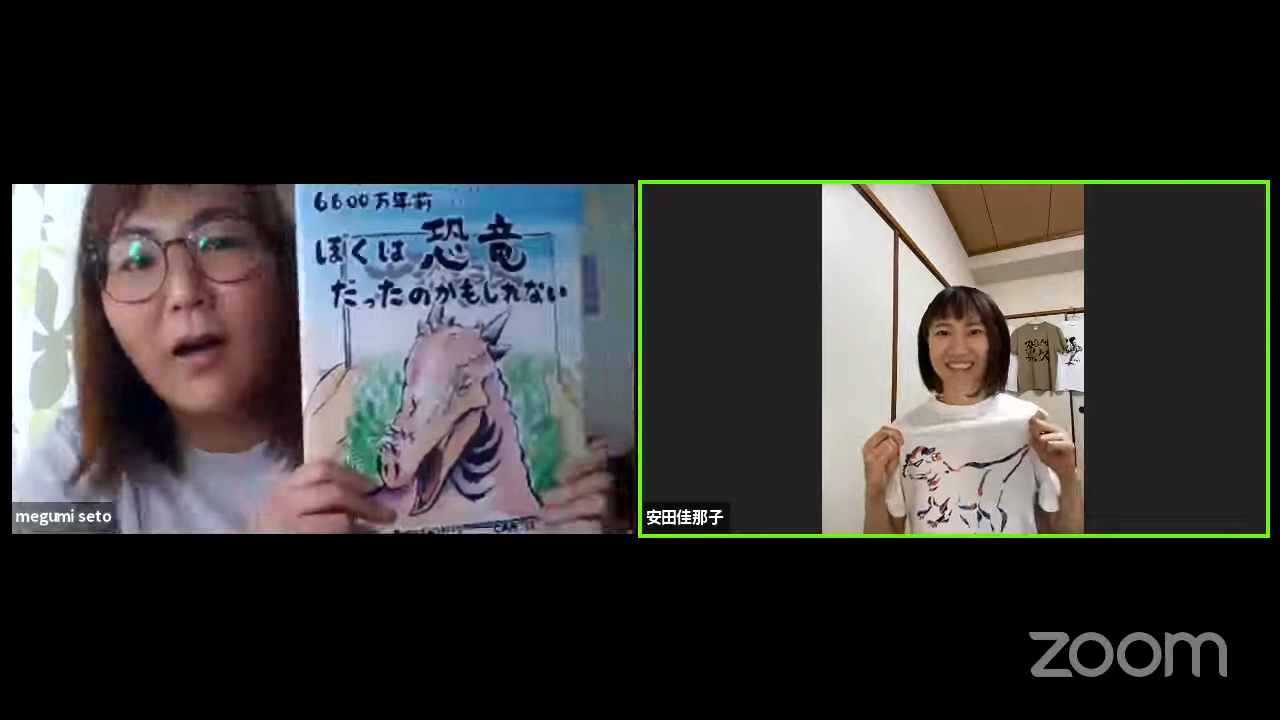 6600万年前
ぼくは恐竜
だったのかもしれない
megumi seto
安田佳那子
zoom